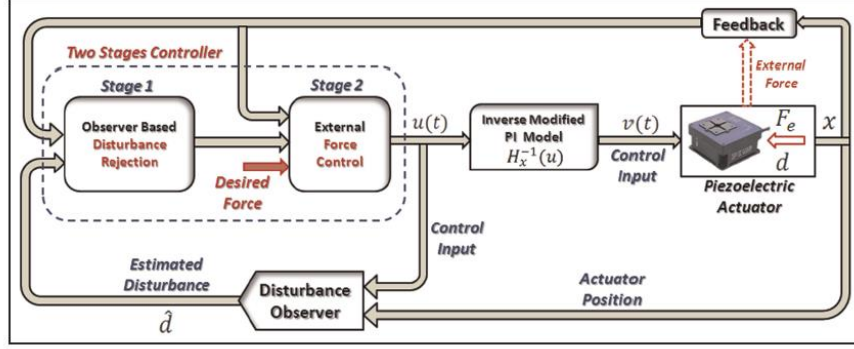 Feedback
Two Stages Controller
Stage 1
Stage 2
External
Force
Observer Based
Disturbance
Rejection
External
Force
Control
u(t)
Inverse Modified
PI Model
H_x^{-1}(u)
v(t)
Control
Input
F_e
d
x
Piezoelectric
Actuator
Desired
Force
Control
Input
Estimated
Disturbance
d̂
Disturbance
Observer
Actuator
Position